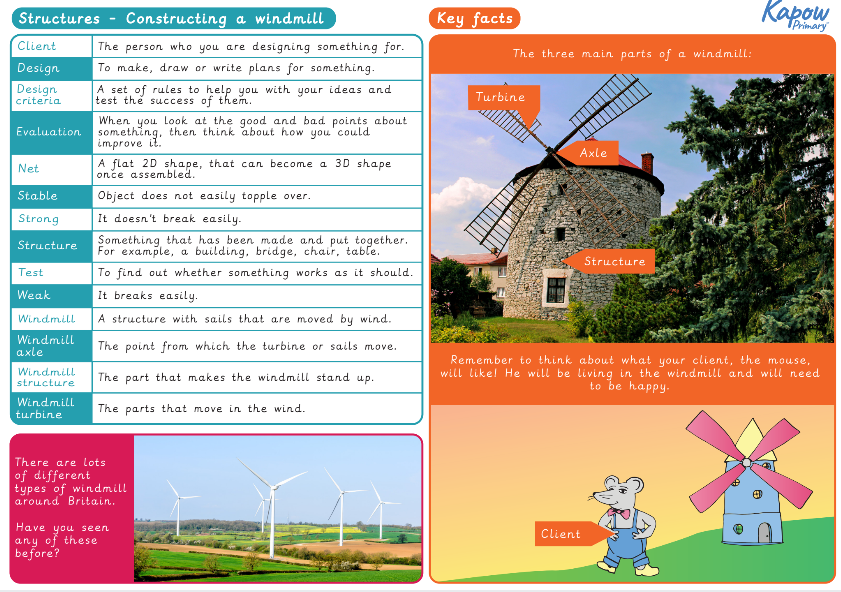 Structures - Constructing a windmill
Client
The person who you are designing something for.
Design
To make, draw or write plans for something.
Design
criteria
A set of rules to help you with your ideas and
test the success of them.
Evaluation
When you look at the good and bad points about
something, then think about how you could
improve it.
Net
A flat 2D shape, that can become a 3D shape
once assembled.
Stable
Object does not easily topple over.
Strong
It doesn't break easily.
Structure
Something that has been made and put together.
For example, a building, bridge, chair, table.
Test
To find out whether something works as it should.
Weak
It breaks easily.
Windmill
A structure with sails that are moved by wind.
Windmill
axle
The point from which the turbine or sails move.
Windmill
structure
The part that makes the windmill stand up.
Windmill
turbine
The parts that move in the wind.
There are lots
of different
types of windmill
around Britain.
Have you seen
any of these
before?
Key facts
Kapow
Primary
The three main parts of a windmill:
Turbine
Axle
Structure
Remember to think about what your client, the mouse,
will like! He will be living in the windmill and will need
to be happy.
Client